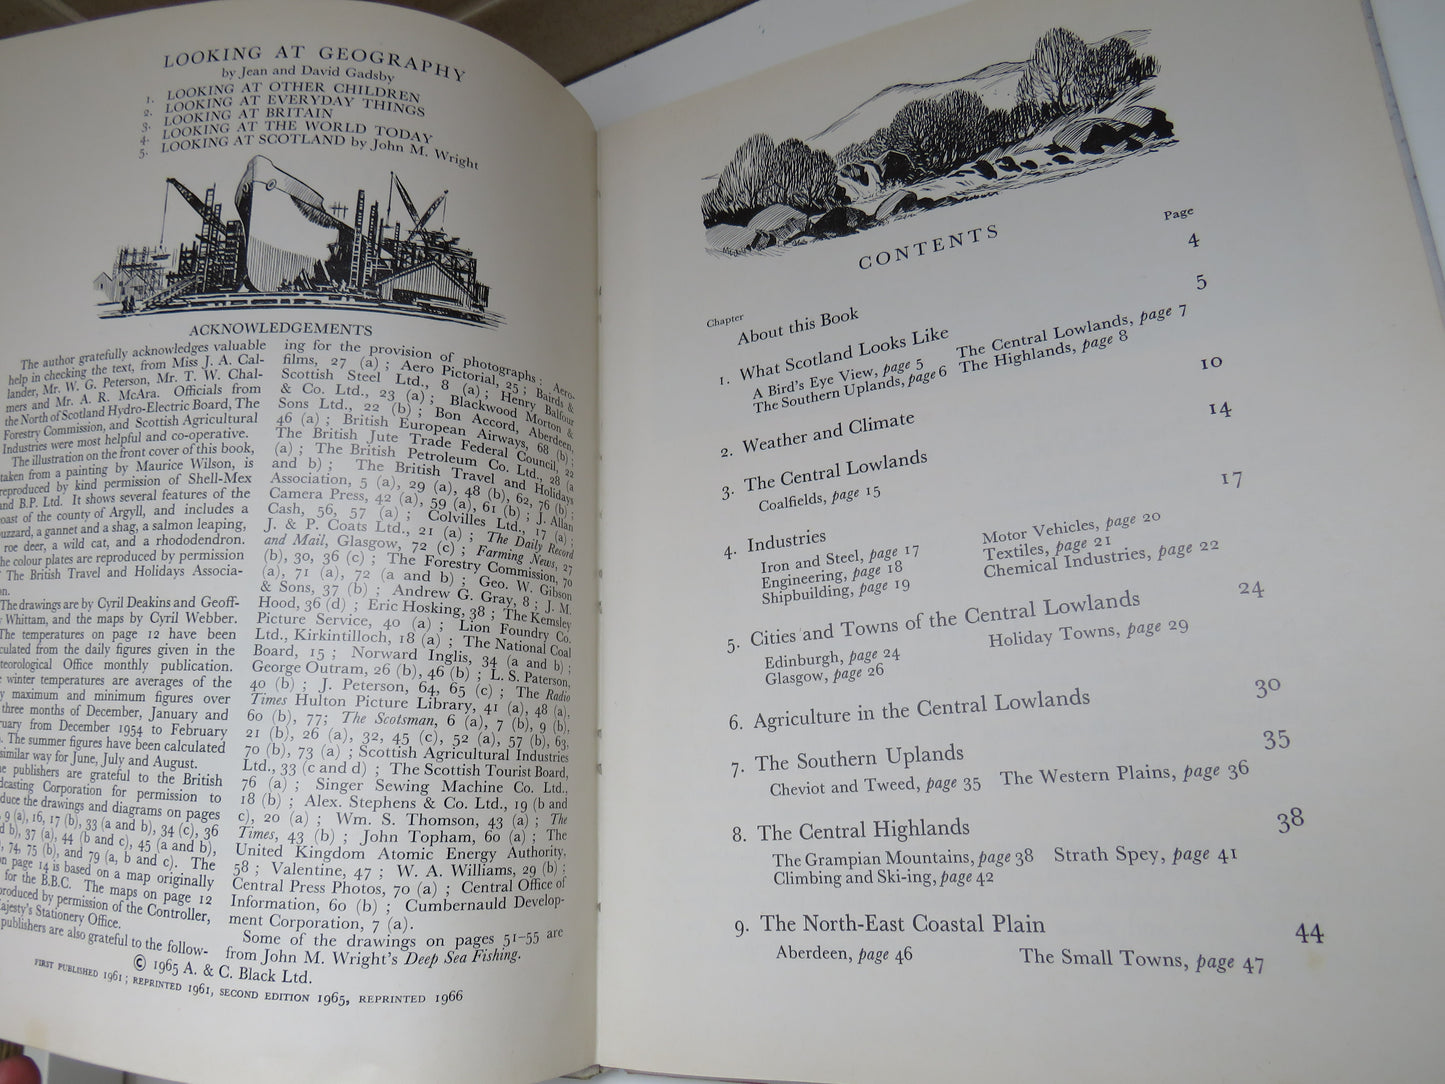 LOOKING AT GEOGRAPHY
by Jean and David Gadsby
1. LOOKING AT OTHER CHILDREN
2. LOOKING AT EVERYDAY THINGS
3. LOOKING AT BRITAIN
4. LOOKING AT THE WORLD TODAY
5. LOOKING AT SCOTLAND by John M. Wright
ACKNOWLEDGEMENTS
The author gratefully acknowledges valuable
help in checking the text, from Miss J. A. Cal-
lander, Mr. W. G. Peterson, Mr. T. W. Chal-
mers and Mr. A. R. McAra. Officials from
the North of Scotland Hydro-Electric Board, The
Forestry Commission, and Scottish Agricultural
Industries were most helpful and co-operative.
The illustration on the front cover of this book,
taken from a painting by Maurice Wilson, is
reproduced by kind permission of Shell-Mex
and B.P. Ltd. It shows several features of the
coast of the county of Argyll, and includes a
buzzard, a gannet and a shag, a salmon leaping,
roe deer, a wild cat, and a rhododendron.
The colour plates are reproduced by permission
The British Travel and Holidays Associa-
on.
The drawings are by Cyril Deakins and Geoff-
Whittam, and the maps by Cyril Webber.
The temperatures on page 12 have been
culated from the daily figures given in the
teorological Office monthly publication.
winter temperatures are averages of the
y maximum and minimum figures over
three months of December, January and
ruary from December 1954 to February
The summer figures have been calculated
similar way for June, July and August.
he publishers are grateful to the British
dcasting Corporation for permission to
duce the drawings and diagrams on pages
9 (a), 16, 17 (b), 33 (a and b), 34 (c), 36
d b), 37 (a), 44 (b and c), 45 (a and b),
74, 75 (b), and 79 (a, b and c). The
on page 14 is based on a map originally
for the B.B.C. The maps on page 12
produced by permission of the Controller,
ajesty's Stationery Office.
publishers are also grateful to the follow-
ing for the provision of photographs: Aero-
films, 27 (a); Aero Pictorial, 25; Bairds &
Scottish Steel Ltd., 8 (a); Henry Balfour
& Co. Ltd., 23 (a); Blackwood Morton &
Sons Ltd., 22 (b); Bon Accord, Aberdeen,
46 (a); British European Airways, 68 (b);
The British Jute Trade Federal Council, 22
(a); The British Petroleum Co. Ltd., 28 (a
and b); The British Travel and Holidays
Association, 5 (a), 29 (a), 48 (b), 62, 76 (b);
Camera Press, 42 (a), 59 (a), 61 (b); J. Allan
Cash, 56, 57 (a); Colvilles Ltd., 17 (a);
J. & P. Coats Ltd., 21 (a); The Daily Record
and Mail, Glasgow, 72 (c); Farming News, 27
(b), 30, 36 (c); The Forestry Commission, 70
(a), 71 (a), 72 (a and b); Geo. W. Gibson
& Sons, 37 (b); Andrew G. Gray, 8; J. M.
Hood, 36 (d); Eric Hosking, 38; The Kemsley
Picture Service, 40 (a); Lion Foundry Co.
Ltd., Kirkintilloch, 18 (a); The National Coal
Board, 15; Norward Inglis, 34 (a and b);
George Outram, 26 (b), 46 (b); L. S. Paterson,
40 (b); J. Peterson, 64, 65 (c); The Radio
Times Hulton Picture Library, 41 (a), 48 (a),
60 (b), 77; The Scotsman, 6 (a), 7 (b), 9 (b),
21 (b), 26 (a), 32, 45 (c), 52 (a), 57 (b), 63,
70 (b), 73 (a); Scottish Agricultural Industries
Ltd., 33 (c and d); The Scottish Tourist Board,
76 (a); Singer Sewing Machine Co. Ltd.,
18 (b); Alex. Stephens & Co. Ltd., 19 (b and
c), 20 (a); Wm. S. Thomson, 43 (a); The
Times, 43 (b); John Topham, 60 (a); The
United Kingdom Atomic Energy Authority,
58; Valentine, 47; W. A. Williams, 29 (b);
Central Press Photos, 70 (a); Central Office of
Information, 60 (b); Cumbernauld Develop-
ment Corporation, 7 (a).
Some of the drawings on pages 51-55 are
from John M. Wright's Deep Sea Fishing.
© 1965 A. & C. Black Ltd.
FIRST PUBLISHED 1961; REPRINTED 1961, SECOND EDITION 1965, REPRINTED 1966
CONTENTS
Chapter Page
About this Book 4
1. What Scotland Looks Like 5
A Bird's Eye View, page 5 The Central Lowlands, page 7
The Southern Uplands, page 6 The Highlands, page 8
2. Weather and Climate 10
3. The Central Lowlands 14
Coalfields, page 15
4. Industries 17
Iron and Steel, page 17 Motor Vehicles, page 20
Engineering, page 18 Textiles, page 21
Shipbuilding, page 19 Chemical Industries, page 22
5. Cities and Towns of the Central Lowlands 24
Edinburgh, page 24 Holiday Towns, page 29
Glasgow, page 26
6. Agriculture in the Central Lowlands 30
7. The Southern Uplands 35
Cheviot and Tweed, page 35 The Western Plains, page 36
8. The Central Highlands 38
The Grampian Mountains, page 38 Strath Spey, page 41
Climbing and Ski-ing, page 42
9. The North-East Coastal Plain 44
Aberdeen, page 46 The Small Towns, page 47